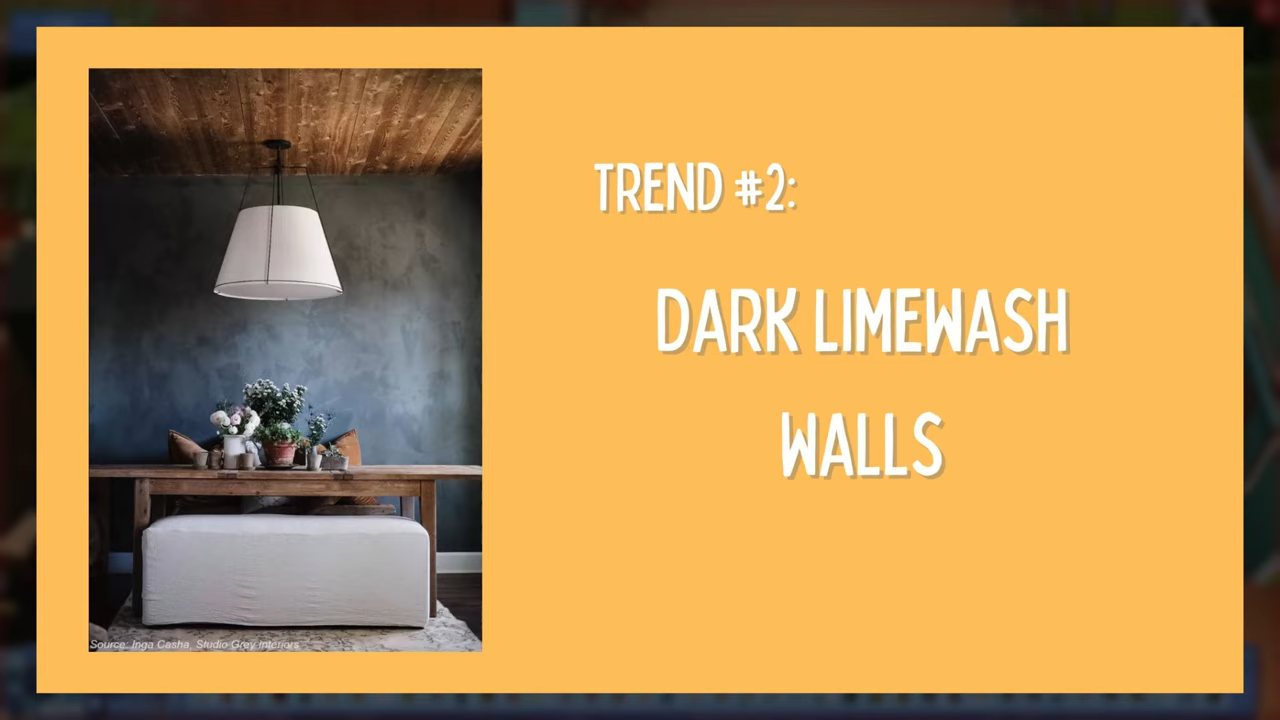 TREND #2:
DARK LIMEWASH
WALLS
Source: Inga Casha, Studio Grey Interiors